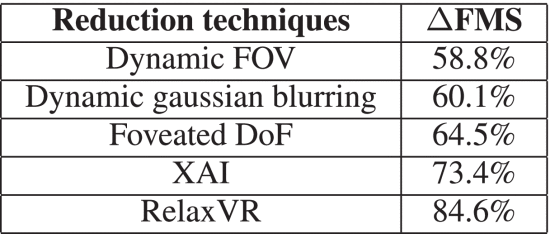 Reduction techniques △FMS
Dynamic FOV 58.8%
Dynamic gaussian blurring 60.1%
Foveated DoF 64.5%
XAI 73.4%
RelaxVR 84.6%